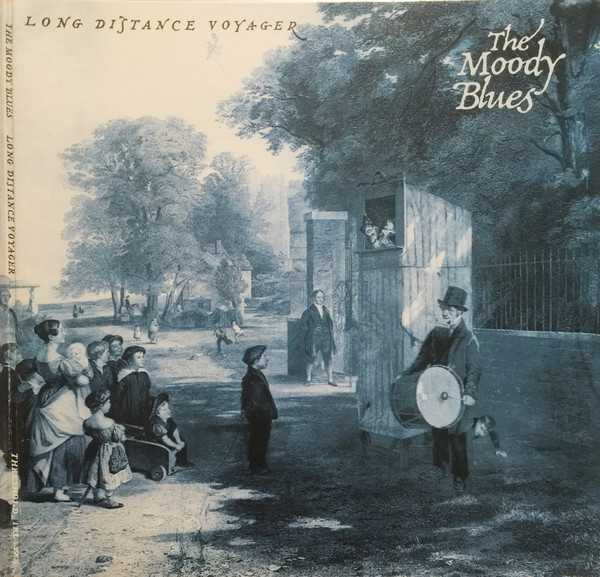 LONG DISTANCE VOYAGER
The
Moody
Blues
THE MOODY BLUES LONG DISTANCE VOYAGER